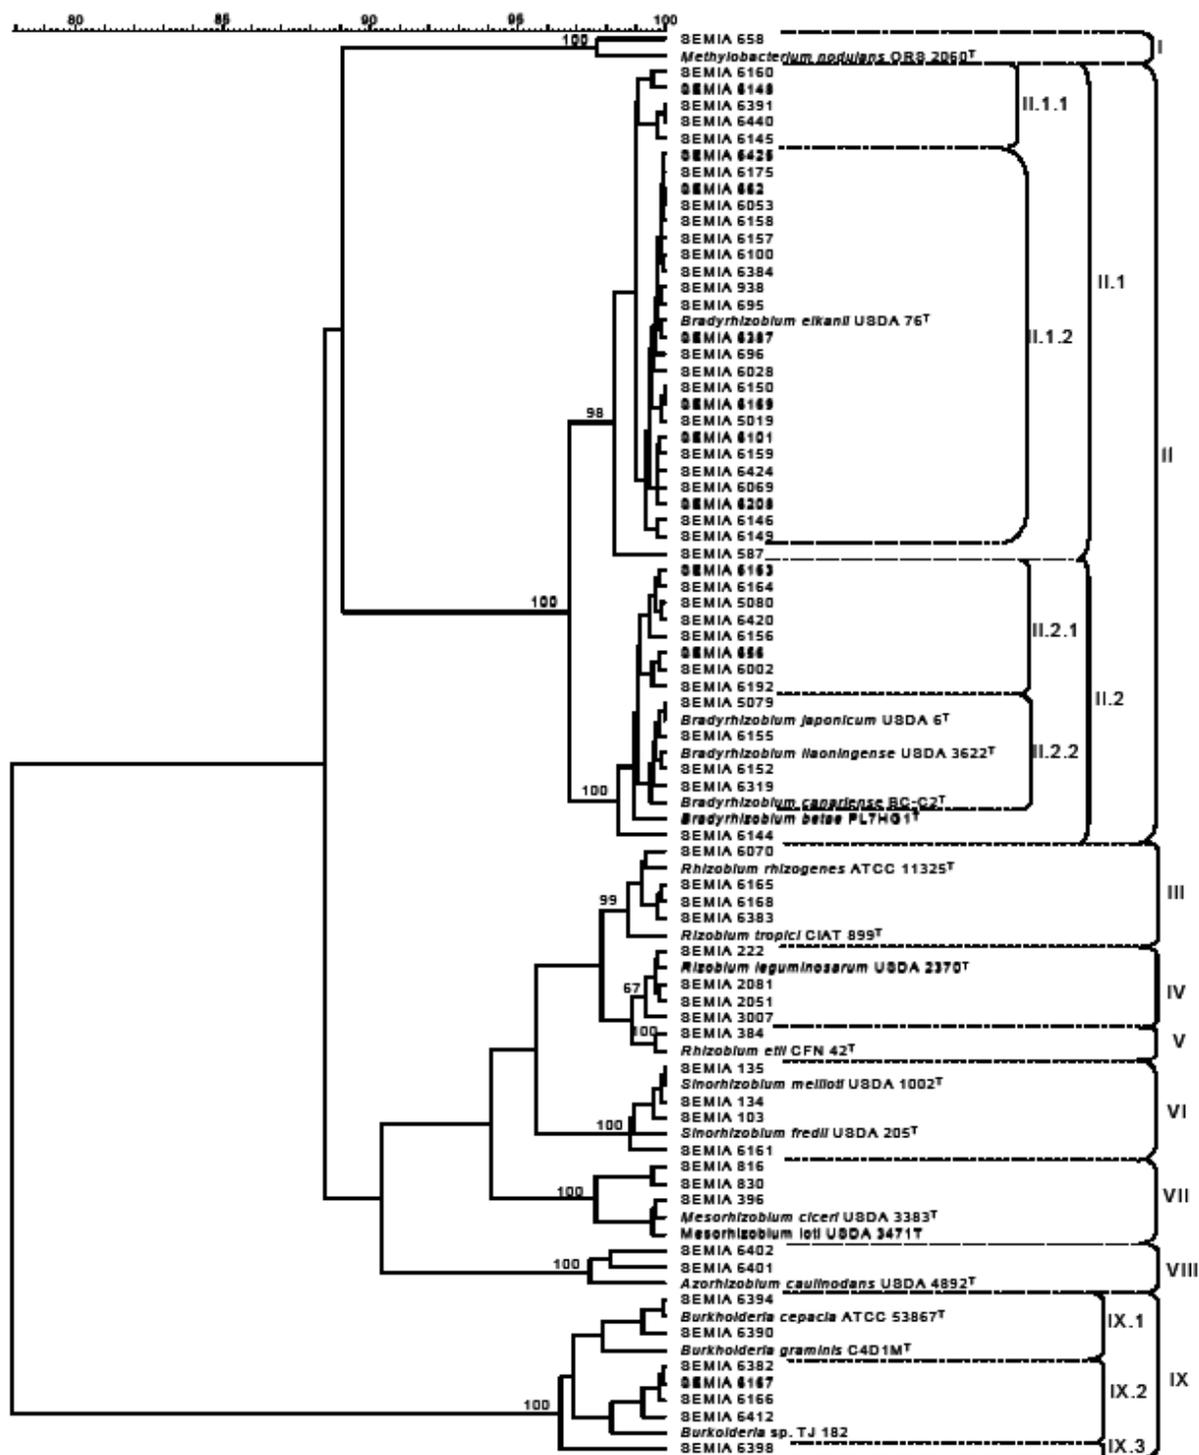 80 85 90 95 100
100 SEMIA 658 I
Methylobacterium nodulans ORS 2060ᵀ
SEMIA 6160
SEMIA 6148
SEMIA 6391 II.1.1
SEMIA 6440
SEMIA 6145
SEMIA 6425
SEMIA 6175
SEMIA 662
SEMIA 6053
SEMIA 6158
SEMIA 6157
SEMIA 6100
SEMIA 6384
SEMIA 938 II.1
SEMIA 695
Bradyrhizobium elkanii USDA 76ᵀ
SEMIA 6387 II.1.2
SEMIA 696
SEMIA 6028
SEMIA 6150
SEMIA 6169
98 SEMIA 5019
SEMIA 6101
SEMIA 6159 II
SEMIA 6424
SEMIA 6069
SEMIA 6208
SEMIA 6146
SEMIA 6149
SEMIA 587
SEMIA 6163
SEMIA 6164
100 SEMIA 5080
SEMIA 6420
SEMIA 6156 II.2.1
SEMIA 656
SEMIA 6002
SEMIA 6192
SEMIA 5079 II.2
Bradyrhizobium japonicum USDA 6ᵀ
SEMIA 6155
Bradyrhizobium liaoningense USDA 3622ᵀ II.2.2
SEMIA 6152
SEMIA 6319
100 Bradyrhizobium canariense BC-C2ᵀ
Bradyrhizobium betae PL7HG1ᵀ
SEMIA 6144
SEMIA 6070
Rhizobium rhizogenes ATCC 11325ᵀ
SEMIA 6165 III
99 SEMIA 6168
SEMIA 6383
Rizobium tropici CIAT 899ᵀ
SEMIA 222
Rizobium leguminosarum USDA 2370ᵀ
67 SEMIA 2081 IV
SEMIA 2051
SEMIA 3007
100 SEMIA 384 V
Rhizobium etli CFN 42ᵀ
SEMIA 135
Sinorhizobium meliloti USDA 1002ᵀ
SEMIA 134 VI
SEMIA 103
100 Sinorhizobium fredii USDA 205ᵀ
SEMIA 6161
SEMIA 816
SEMIA 830
100 SEMIA 396 VII
Mesorhizobium ciceri USDA 3383ᵀ
Mesorhizobium loti USDA 3471T
SEMIA 6402
100 SEMIA 6401 VIII
Azorhizobium caulinodans USDA 4892ᵀ
SEMIA 6394
Burkholderia cepacia ATCC 53867ᵀ IX.1
SEMIA 6390
Burkholderia graminis C4D1Mᵀ
SEMIA 6382 IX
SEMIA 6167 IX.2
100 SEMIA 6166
SEMIA 6412
Burkolderia sp. TJ 182
SEMIA 6398 IX.3